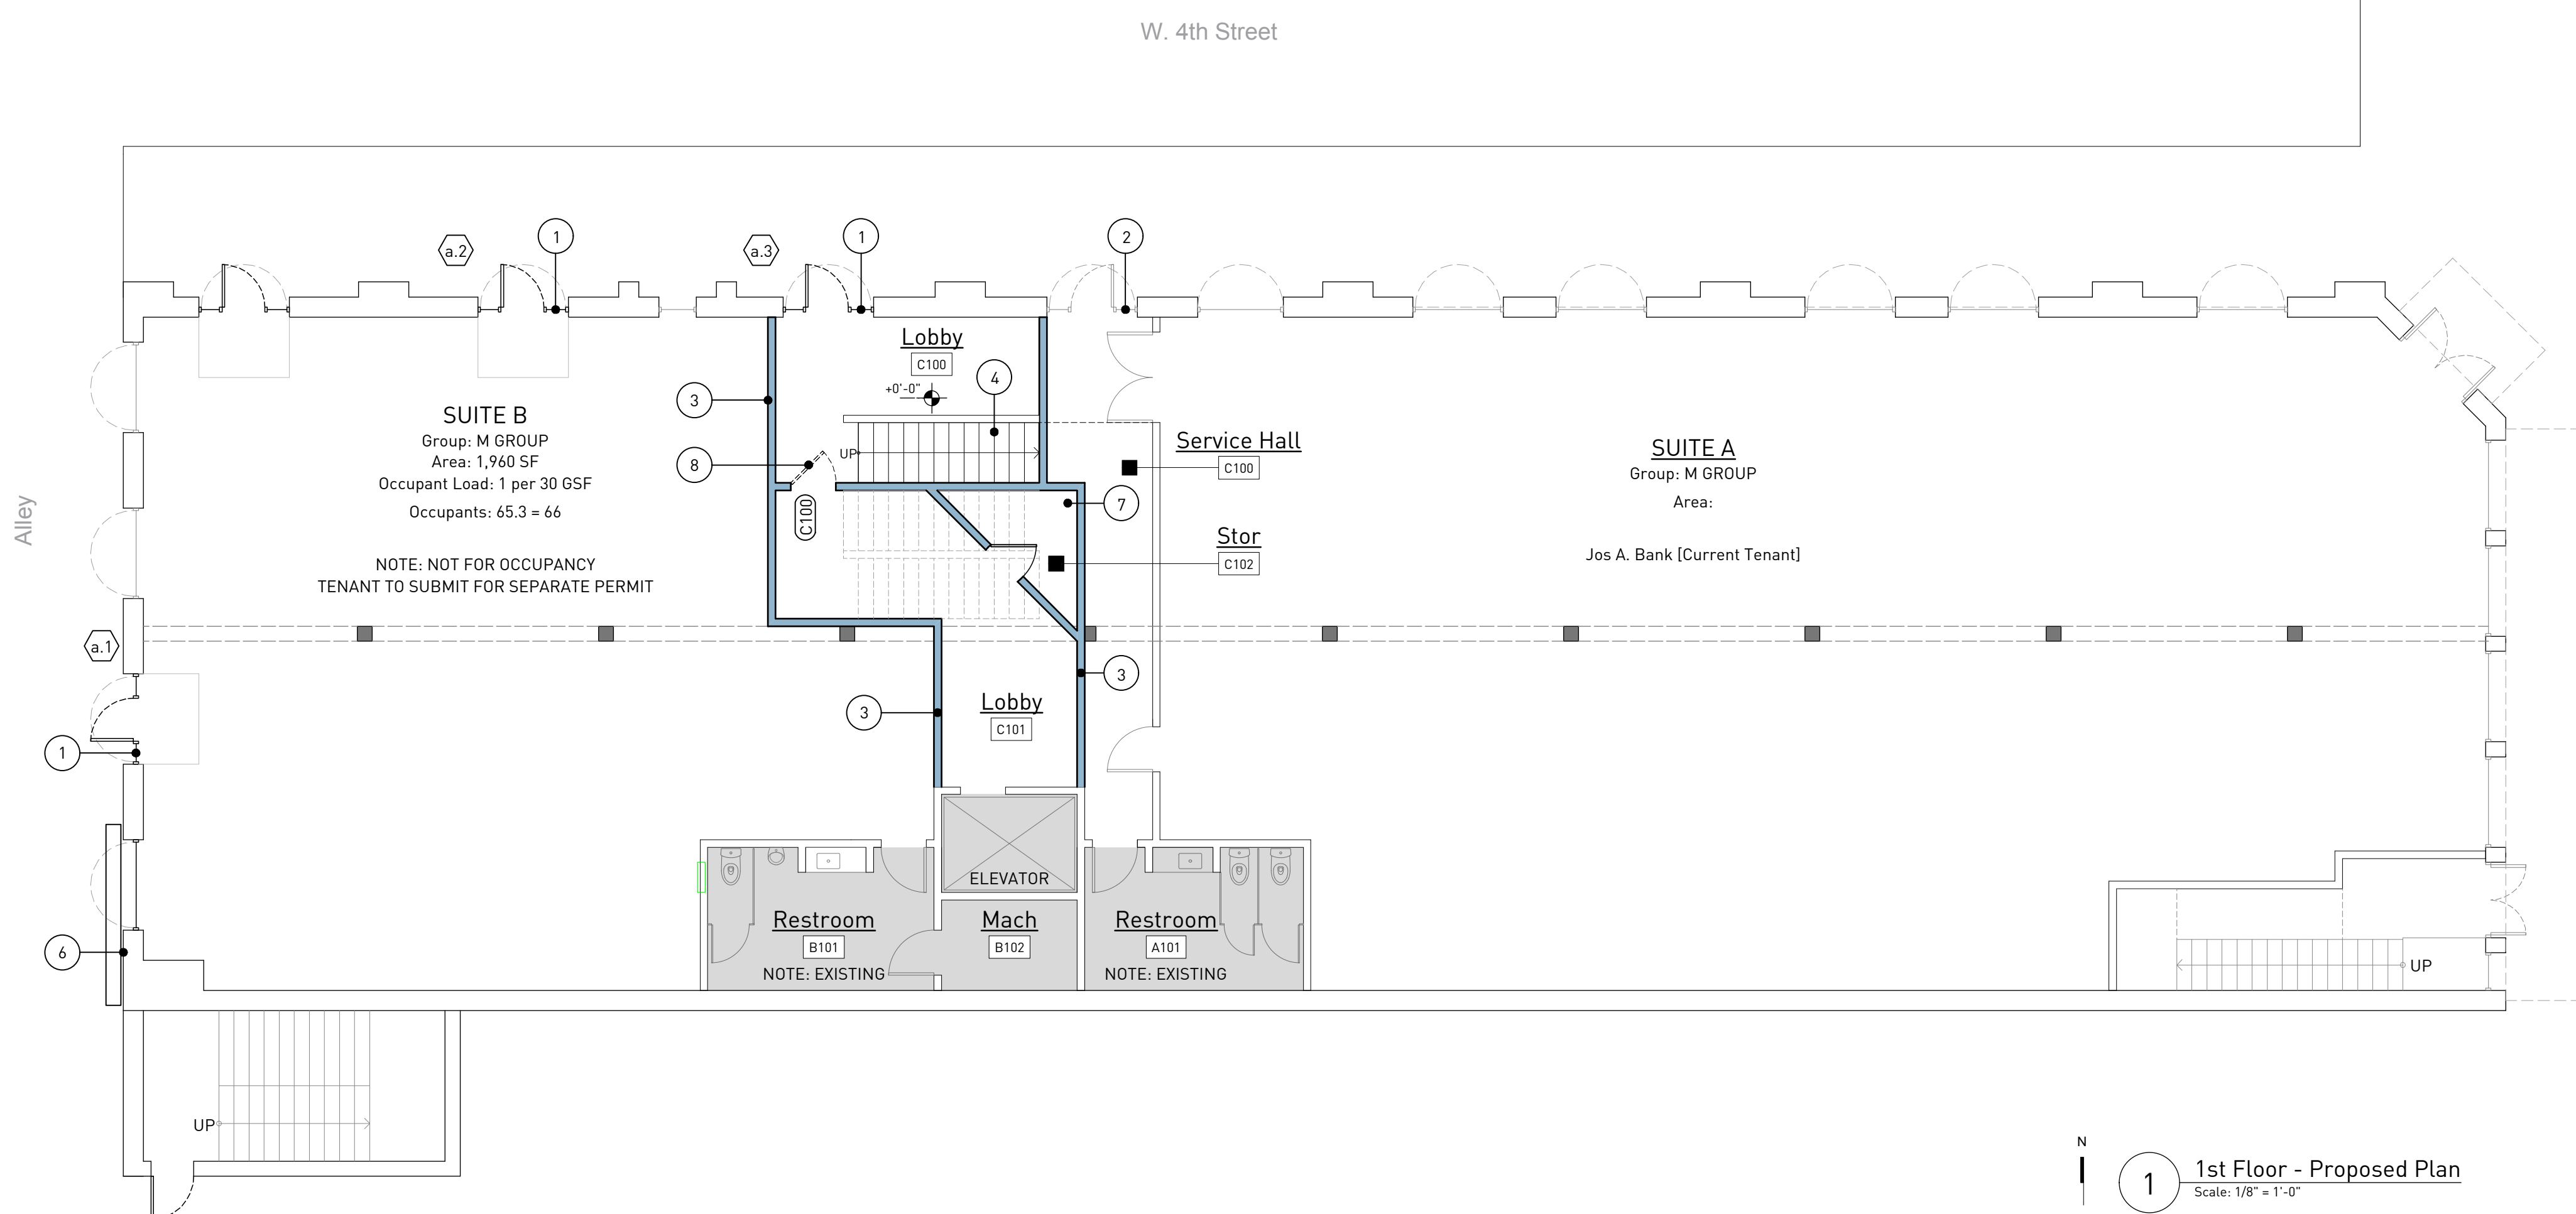 W. 4th Street
Alley
a.2
1
a.3
1
2
Lobby
C100
+0'-0"
4
3
UP
8
C100
SUITE B
Group: M GROUP
Area: 1,960 SF
Occupant Load: 1 per 30 GSF
Occupants: 65.3 = 66
NOTE: NOT FOR OCCUPANCY
TENANT TO SUBMIT FOR SEPARATE PERMIT
Service Hall
C100
7
Stor
C102
SUITE A
Group: M GROUP
Area:
Jos A. Bank [Current Tenant]
a.1
3
3
Lobby
C101
1
ELEVATOR
6
Restroom
B101
NOTE: EXISTING
Mach
B102
Restroom
A101
NOTE: EXISTING
UP
UP
N
1
1st Floor - Proposed Plan
Scale: 1/8" = 1'-0"